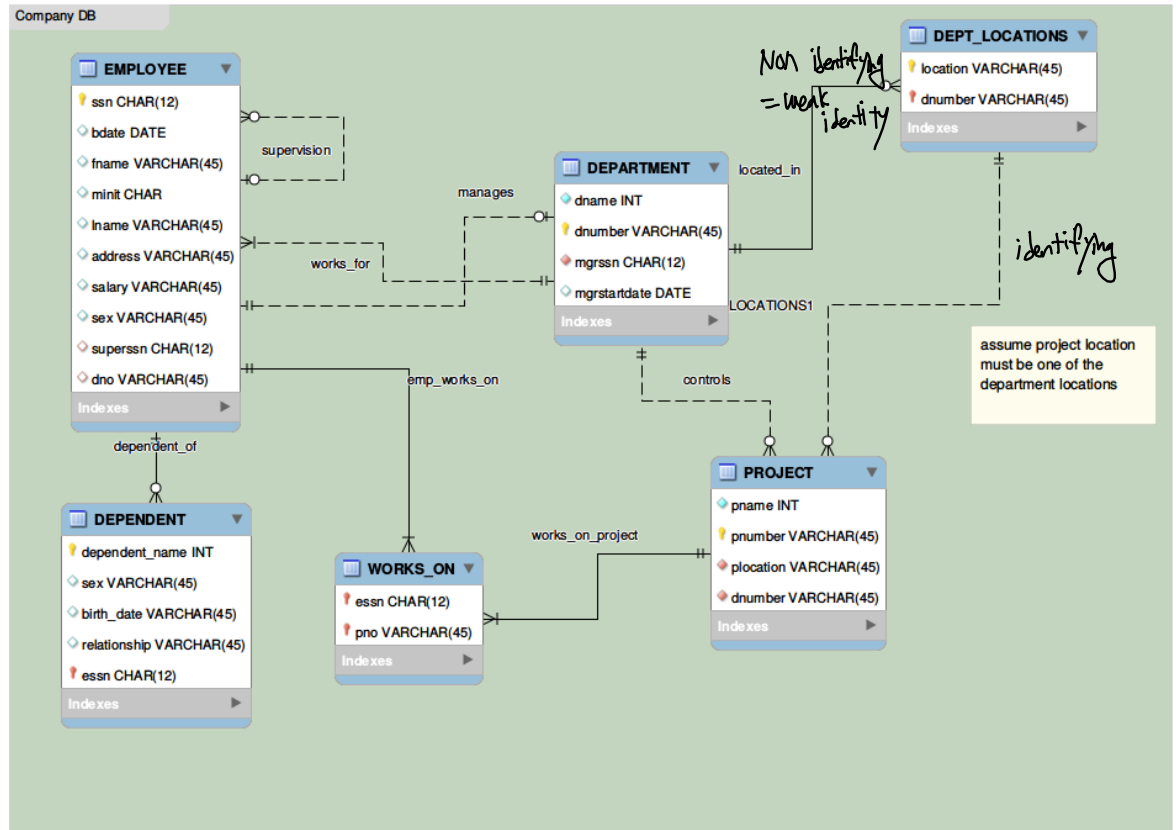 Company DB
EMPLOYEE
ssn CHAR(12)
bdate DATE
fname VARCHAR(45)
minit CHAR
lname VARCHAR(45)
address VARCHAR(45)
salary VARCHAR(45)
sex VARCHAR(45)
superssn CHAR(12)
dno VARCHAR(45)
Indexes
supervision
manages
works_for
DEPARTMENT
dname INT
dnumber VARCHAR(45)
mgrssn CHAR(12)
mgrstartdate DATE
Indexes
Non identifying
= weak
identity
located_in
DEPT_LOCATIONS
location VARCHAR(45)
dnumber VARCHAR(45)
Indexes
identifying
LOCATIONS1
assume project location
must be one of the
department locations
controls
emp_works_on
dependent_of
DEPENDENT
dependent_name INT
sex VARCHAR(45)
birth_date VARCHAR(45)
relationship VARCHAR(45)
essn CHAR(12)
Indexes
WORKS_ON
essn CHAR(12)
pno VARCHAR(45)
Indexes
works_on_project
PROJECT
pname INT
pnumber VARCHAR(45)
plocation VARCHAR(45)
dnumber VARCHAR(45)
Indexes